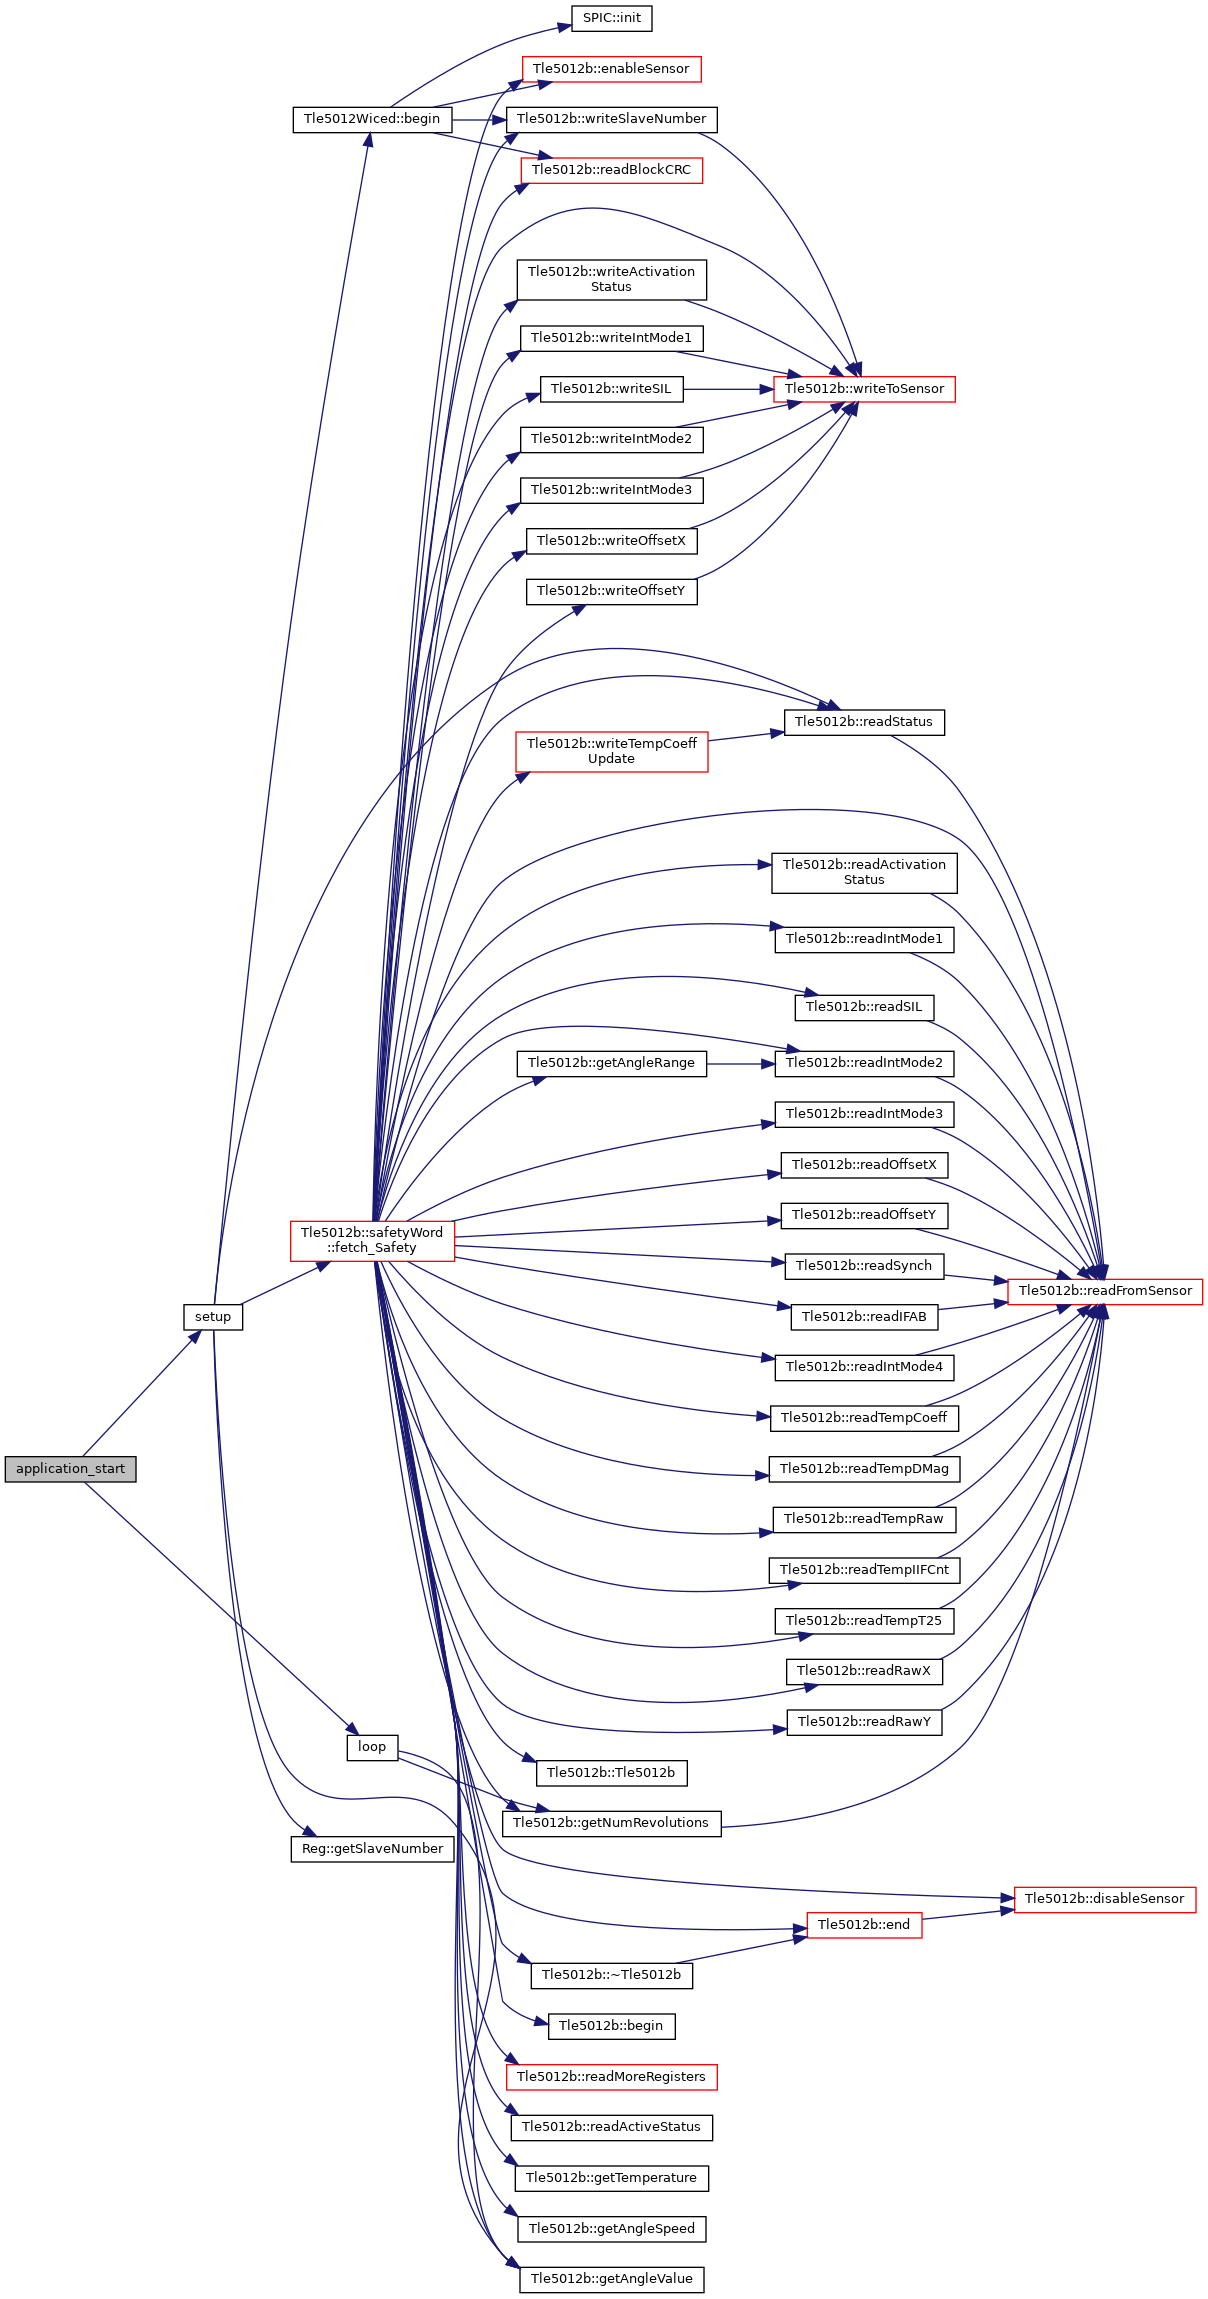 SPIC::init
Tle5012b::enableSensor
Tle5012Wiced::begin
Tle5012b::writeSlaveNumber
Tle5012b::readBlockCRC
Tle5012b::writeActivation
Status
Tle5012b::writeIntMode1
Tle5012b::writeSIL
Tle5012b::writeToSensor
Tle5012b::writeIntMode2
Tle5012b::writeIntMode3
Tle5012b::writeOffsetX
Tle5012b::writeOffsetY
Tle5012b::readStatus
Tle5012b::writeTempCoeff
Update
Tle5012b::readActivation
Status
Tle5012b::readIntMode1
Tle5012b::readSIL
Tle5012b::getAngleRange
Tle5012b::readIntMode2
Tle5012b::readIntMode3
Tle5012b::readOffsetX
Tle5012b::readOffsetY
Tle5012b::safetyWord
::fetch_Safety
Tle5012b::readSynch
Tle5012b::readFromSensor
setup
Tle5012b::readIFAB
Tle5012b::readIntMode4
Tle5012b::readTempCoeff
application_start
Tle5012b::readTempDMag
Tle5012b::readTempRaw
Tle5012b::readTempIIFCnt
Tle5012b::readTempT25
Tle5012b::readRawX
Tle5012b::readRawY
loop
Tle5012b::Tle5012b
Tle5012b::getNumRevolutions
Reg::getSlaveNumber
Tle5012b::disableSensor
Tle5012b::end
Tle5012b::~Tle5012b
Tle5012b::begin
Tle5012b::readMoreRegisters
Tle5012b::readActiveStatus
Tle5012b::getTemperature
Tle5012b::getAngleSpeed
Tle5012b::getAngleValue